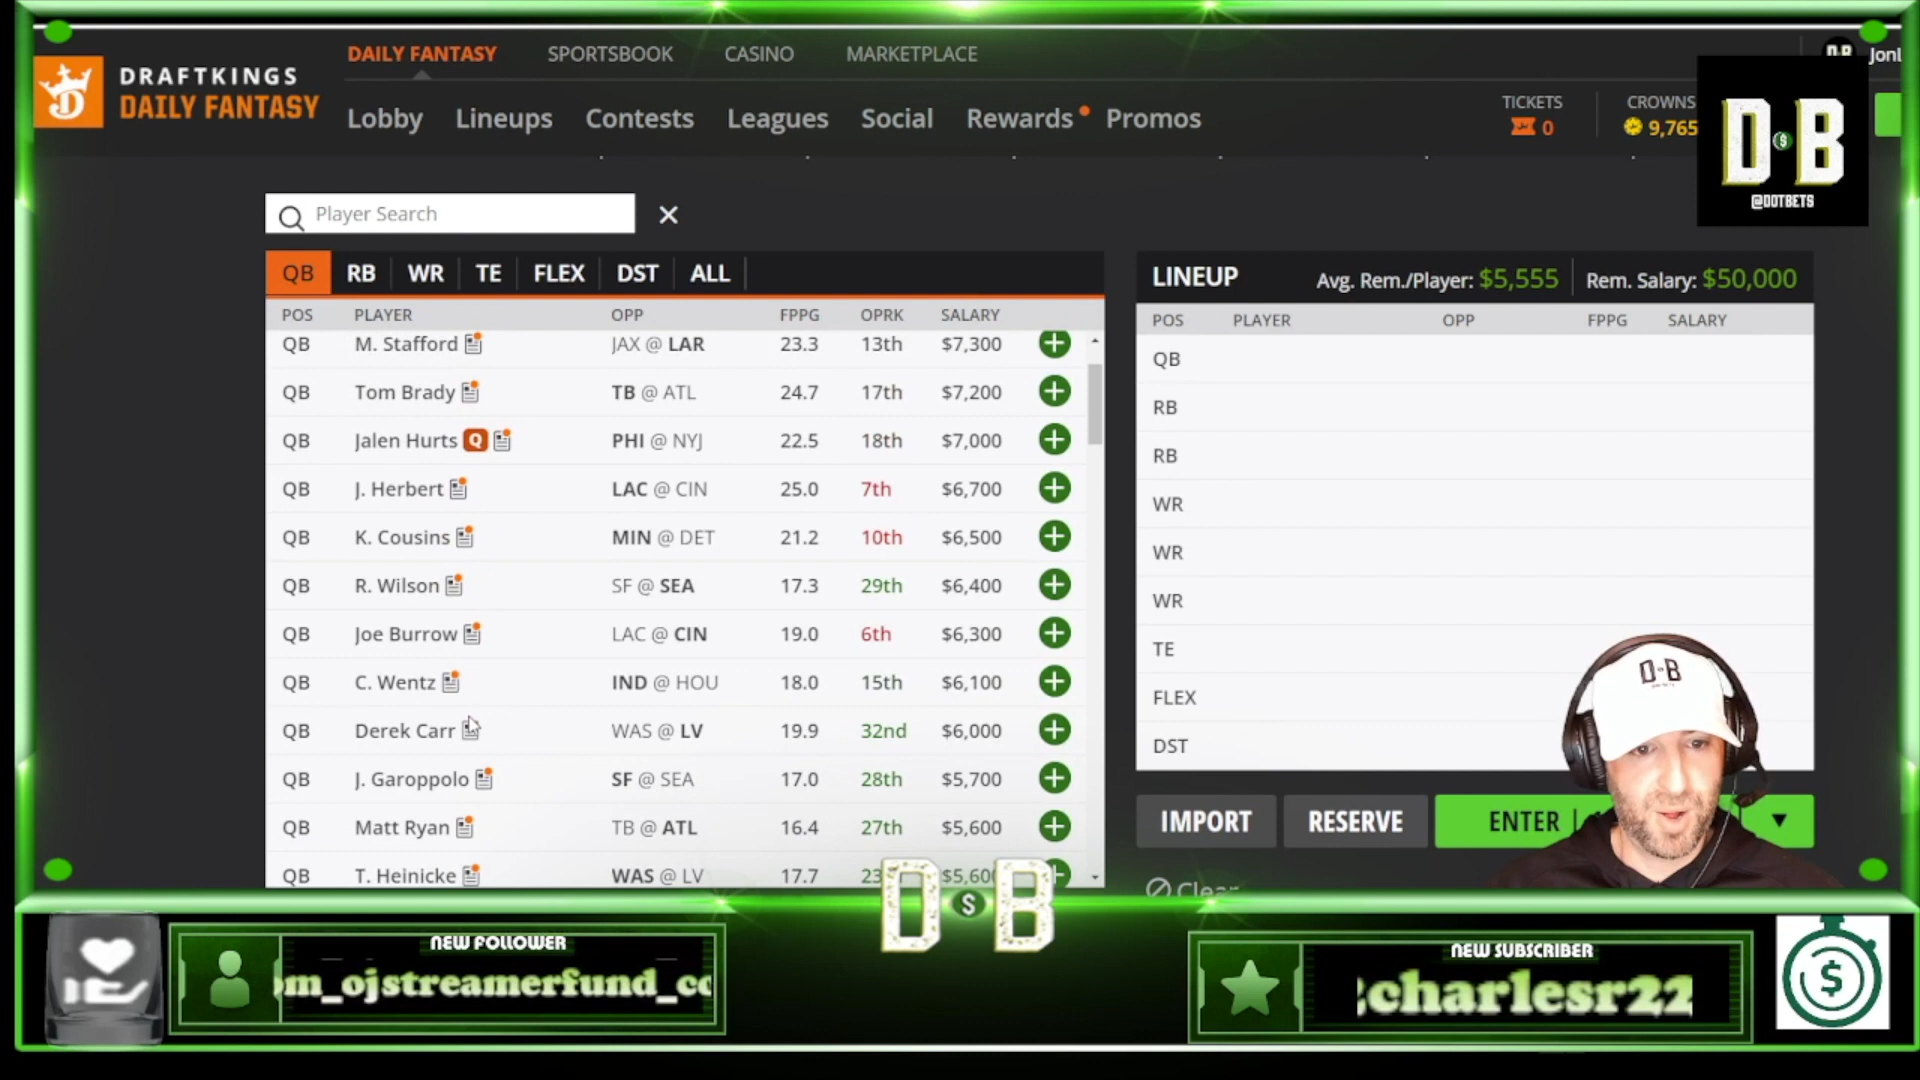 DAILY FANTASY SPORTSBOOK CASINO MARKETPLACE
DRAFTKINGS
DAILY FANTASY
Lobby Lineups Contests Leagues Social Rewards Promos
TICKETS
0
CROWNS
9,765
D$B
@DOTBETS
Player Search
QB RB WR TE FLEX DST ALL
POS PLAYER OPP FPPG OPRK SALARY
QB M. Stafford JAX @ LAR 23.3 13th $7,300
QB Tom Brady TB @ ATL 24.7 17th $7,200
QB Jalen Hurts Q PHI @ NYJ 22.5 18th $7,000
QB J. Herbert LAC @ CIN 25.0 7th $6,700
QB K. Cousins MIN @ DET 21.2 10th $6,500
QB R. Wilson SF @ SEA 17.3 29th $6,400
QB Joe Burrow LAC @ CIN 19.0 6th $6,300
QB C. Wentz IND @ HOU 18.0 15th $6,100
QB Derek Carr WAS @ LV 19.9 32nd $6,000
QB J. Garoppolo SF @ SEA 17.0 28th $5,700
QB Matt Ryan TB @ ATL 16.4 27th $5,600
QB T. Heinicke WAS @ LV 17.7 $5,600
LINEUP Avg. Rem./Player: $5,555 Rem. Salary: $50,000
POS PLAYER OPP FPPG SALARY
QB
RB
RB
WR
WR
WR
TE
FLEX
DST
IMPORT RESERVE ENTER
Clear
D$B
NEW FOLLOWER
m_ojstreamerfund_co
NEW SUBSCRIBER
charlesr22